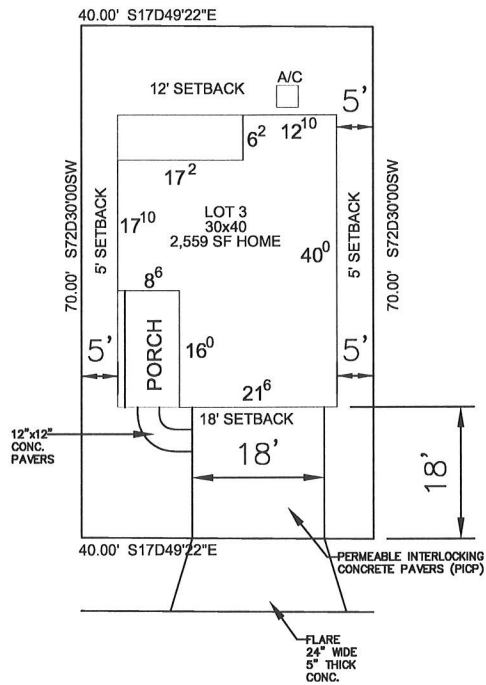 40.00' S17D49'22"E
A/C
12' SETBACK
5'
6²
12¹⁰
17²
S72D30'00SW
70.00'
5' SETBACK
17¹⁰
LOT 3
30x40
2,559 SF HOME
40⁰
5' SETBACK
70.00' S72D30'00SW
8⁶
5'
PORCH
16⁰
5'
21⁶
18' SETBACK
12"x12"
CONC.
PAVERS
18'
18'
40.00' S17D49'22"E
PERMEABLE INTERLOCKING
CONCRETE PAVERS (PICP)
FLARE
24" WIDE
5" THICK
CONC.